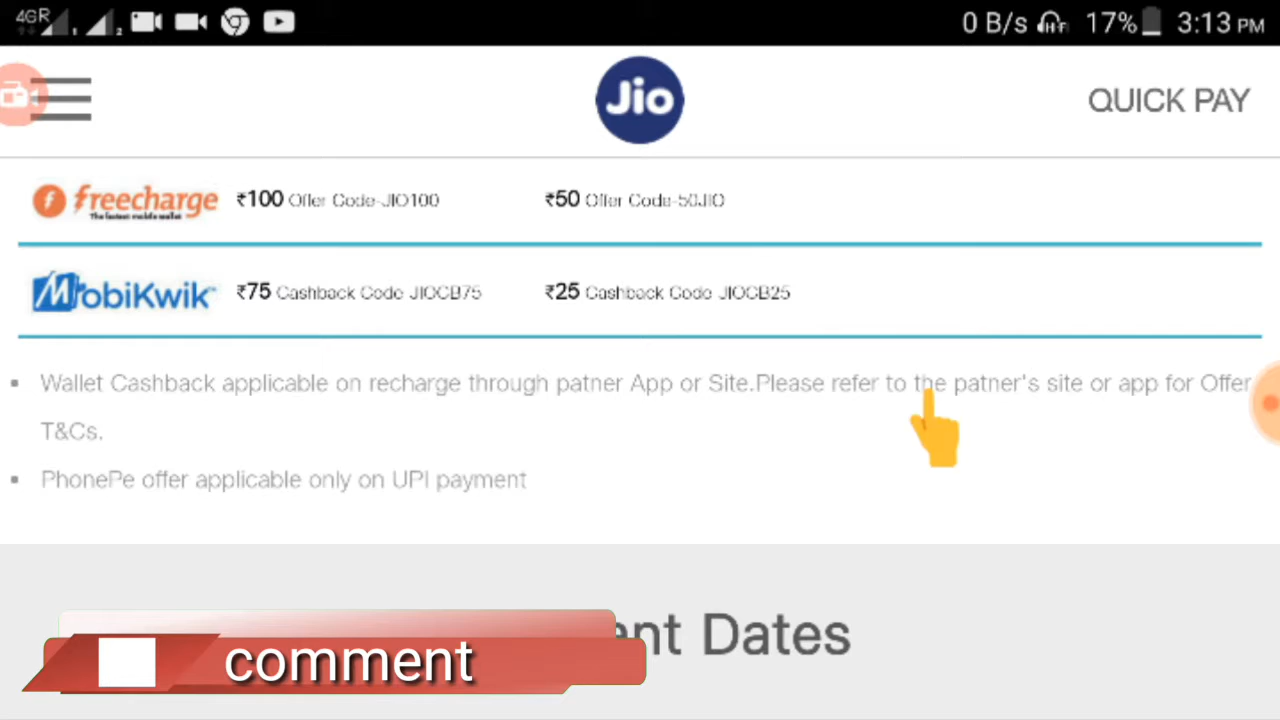 4GR 1 2 0 B/s 17% 3:13 PM
Jio QUICK PAY
freecharge ₹100 Offer Code-JIO100 ₹50 Offer Code-50JIO
The fastest mobile wallet
MobiKwik ₹75 Cashback Code JIOCB75 ₹25 Cashback Code JIOCB25
▪ Wallet Cashback applicable on recharge through patner App or Site.Please refer to the patner's site or app for Offer
T&Cs.
▪ PhonePe offer applicable only on UPI payment
Dates
comment